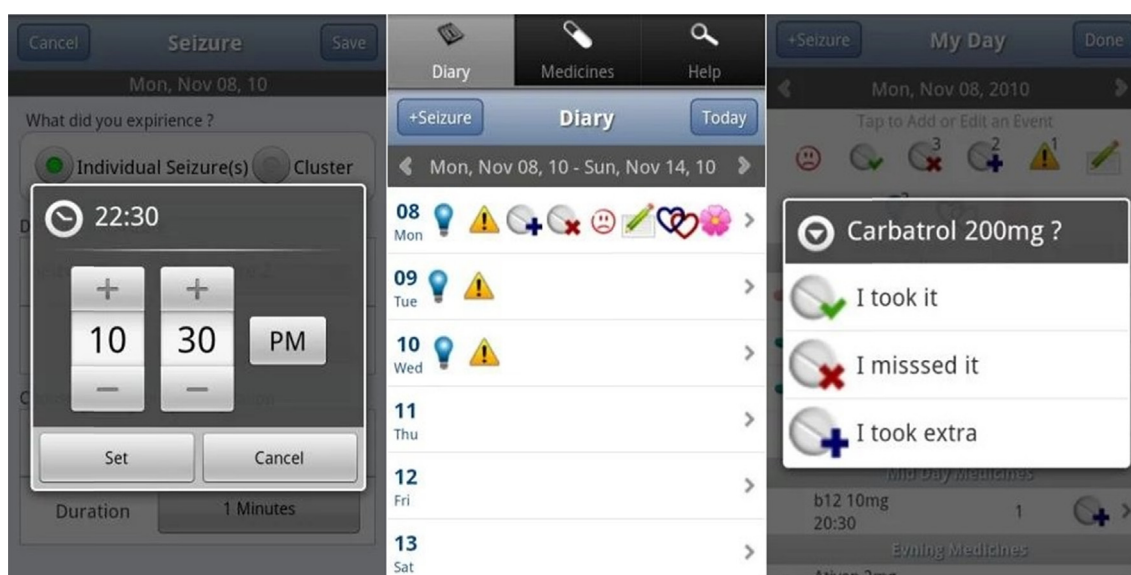 Cancel Seizure Save
Mon, Nov 08, 10
What did you expirience ?
Individual Seizure(s) Cluster
22:30
+ +
10 30 PM
− −
Set Cancel
Duration 1 Minutes
Diary Medicines Help
+Seizure Diary Today
Mon, Nov 08, 10 - Sun, Nov 14, 10
08
Mon
09
Tue
10
Wed
11
Thu
12
Fri
13
Sat
+Seizure My Day Done
Mon, Nov 08, 2010
Tap to Add or Edit an Event
3 2 1
Carbatrol 200mg ?
I took it
I misssed it
I took extra
Mid Day Medicines
b12 10mg 1
20:30
Evning Medicines